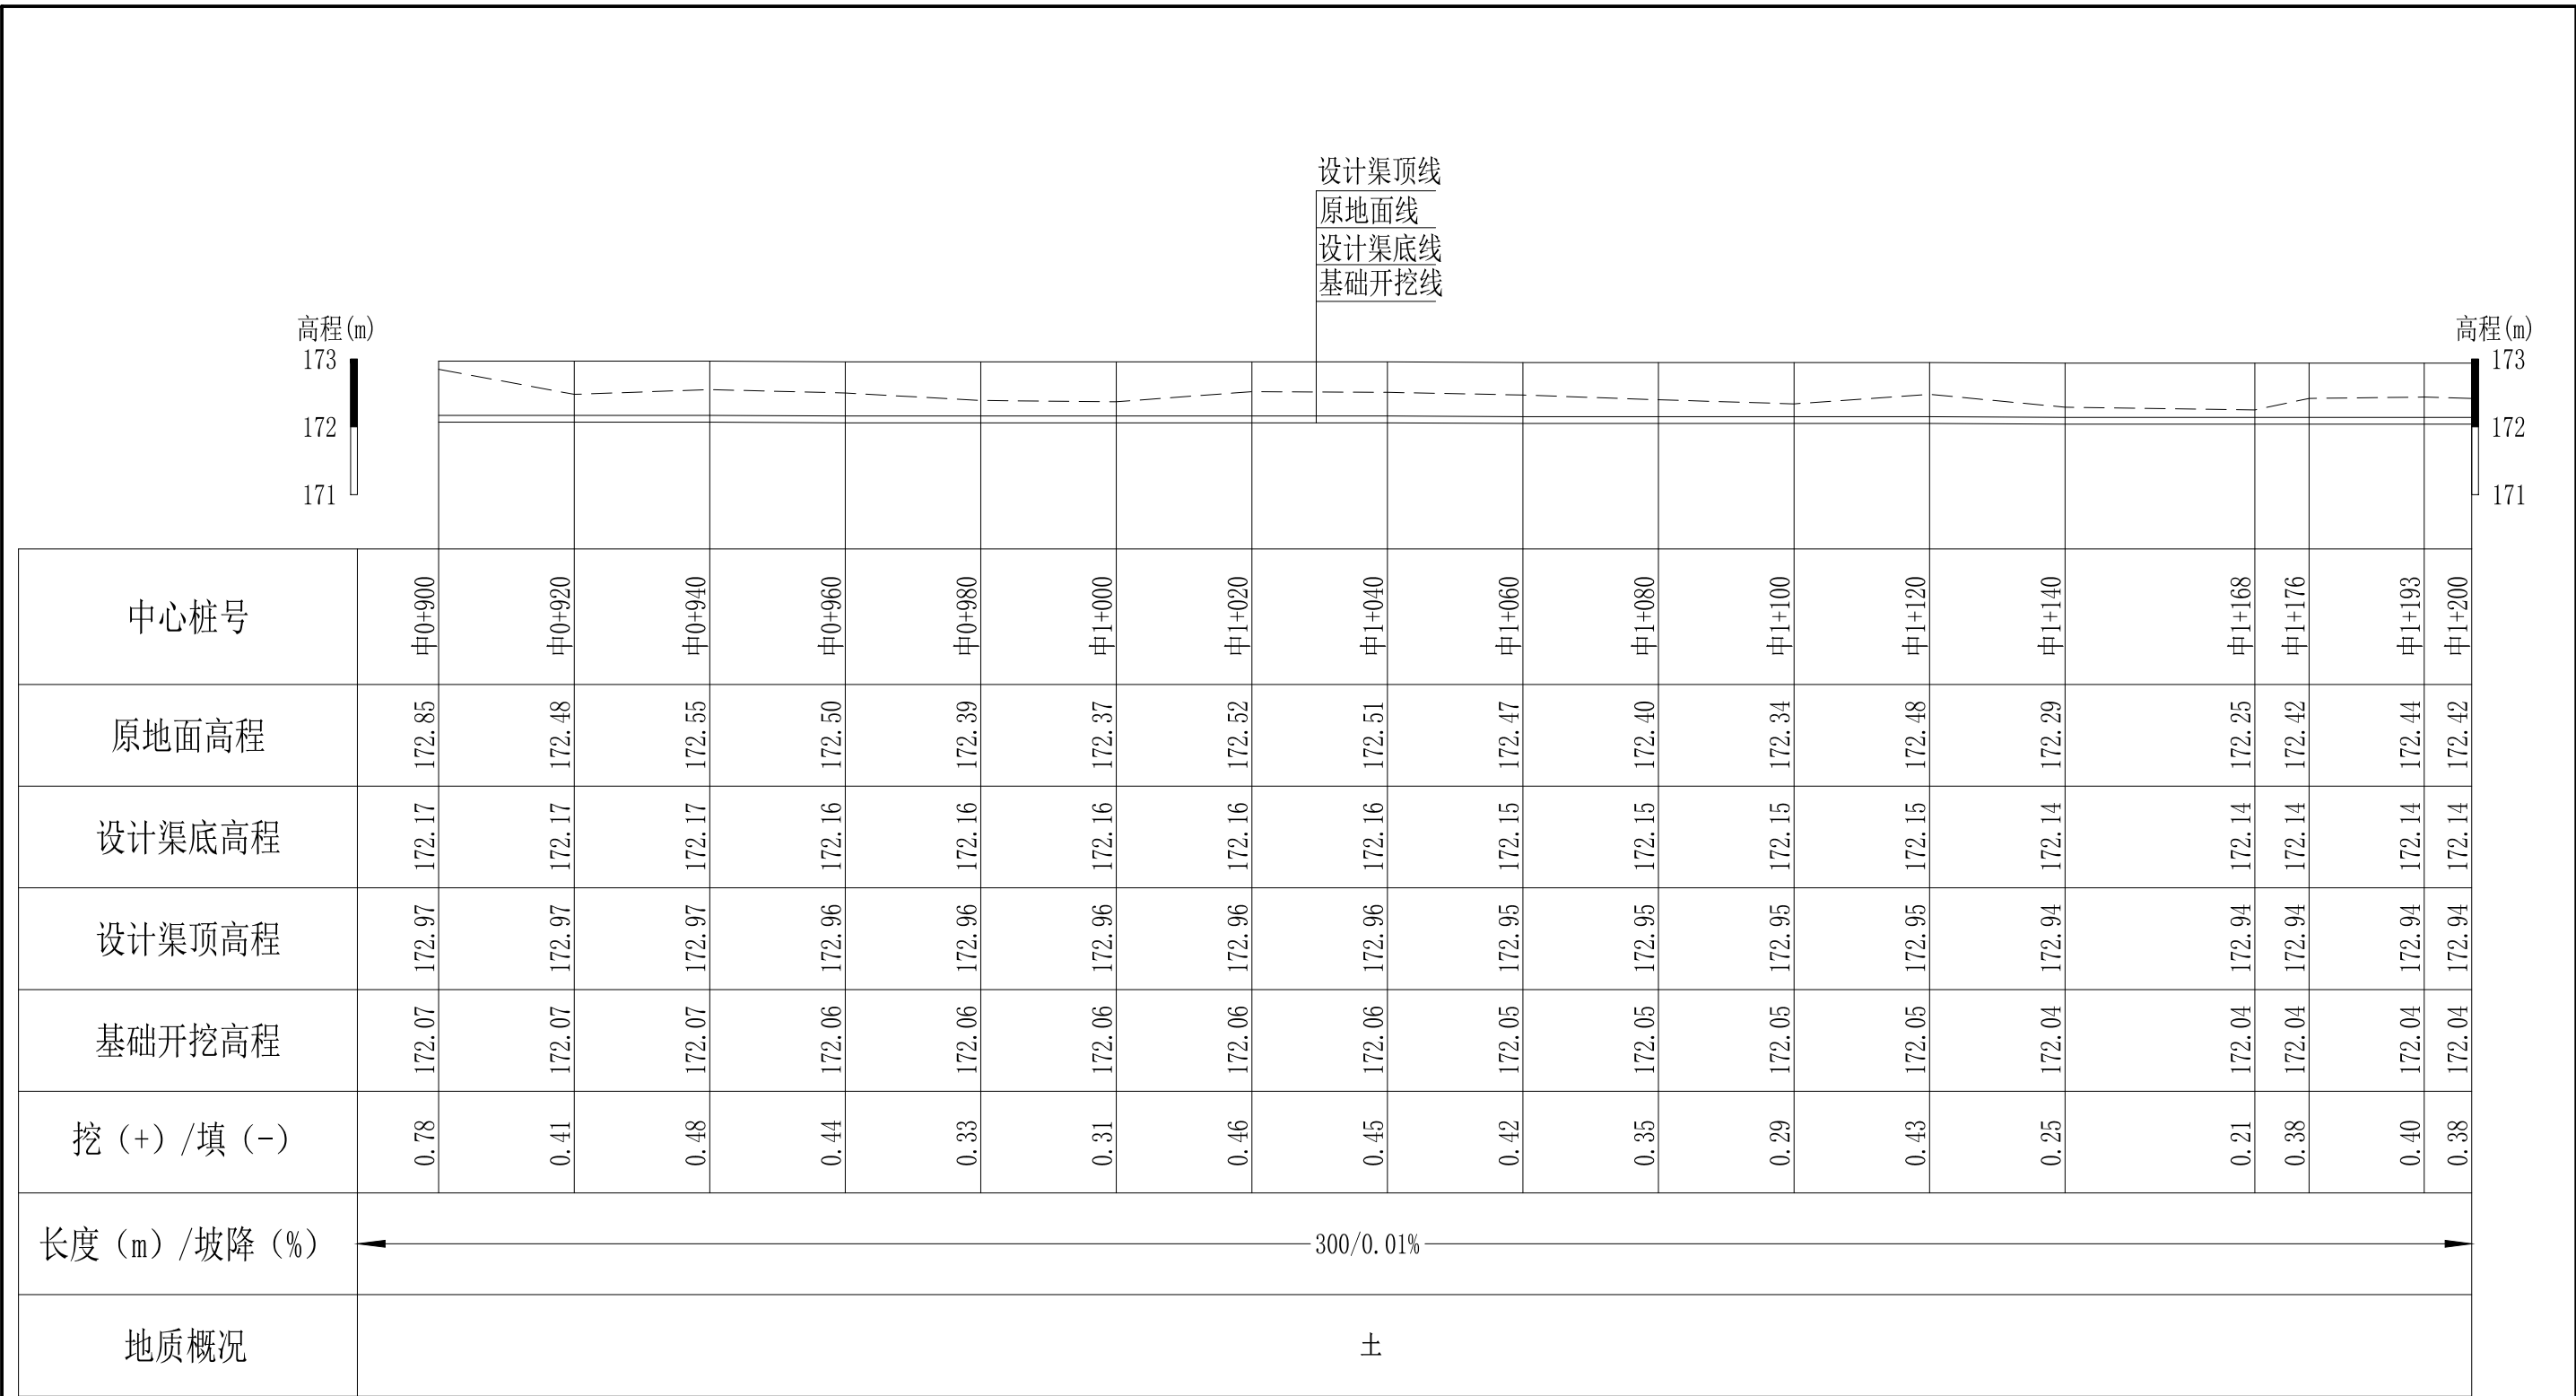 设计渠顶线
原地面线
设计渠底线
基础开挖线
高程(m)
173
172
171
高程(m)
173
172
171
中心桩号 中0+900 中0+920 中0+940 中0+960 中0+980 中1+000 中1+020 中1+040 中1+060 中1+080 中1+100 中1+120 中1+140 中1+168 中1+176 中1+193 中1+200
原地面高程 172.85 172.48 172.55 172.50 172.39 172.37 172.52 172.51 172.47 172.40 172.34 172.48 172.29 172.25 172.42 172.44 172.42
设计渠底高程 172.17 172.17 172.17 172.16 172.16 172.16 172.16 172.16 172.15 172.15 172.15 172.15 172.14 172.14 172.14 172.14 172.14
设计渠顶高程 172.97 172.97 172.97 172.96 172.96 172.96 172.96 172.96 172.95 172.95 172.95 172.95 172.94 172.94 172.94 172.94 172.94
基础开挖高程 172.07 172.07 172.07 172.06 172.06 172.06 172.06 172.06 172.05 172.05 172.05 172.05 172.04 172.04 172.04 172.04 172.04
挖（+）/填（-） 0.78 0.41 0.48 0.44 0.33 0.31 0.46 0.45 0.42 0.35 0.29 0.43 0.25 0.21 0.38 0.40 0.38
长度（m）/坡降（%） 300/0.01%
地质概况 土